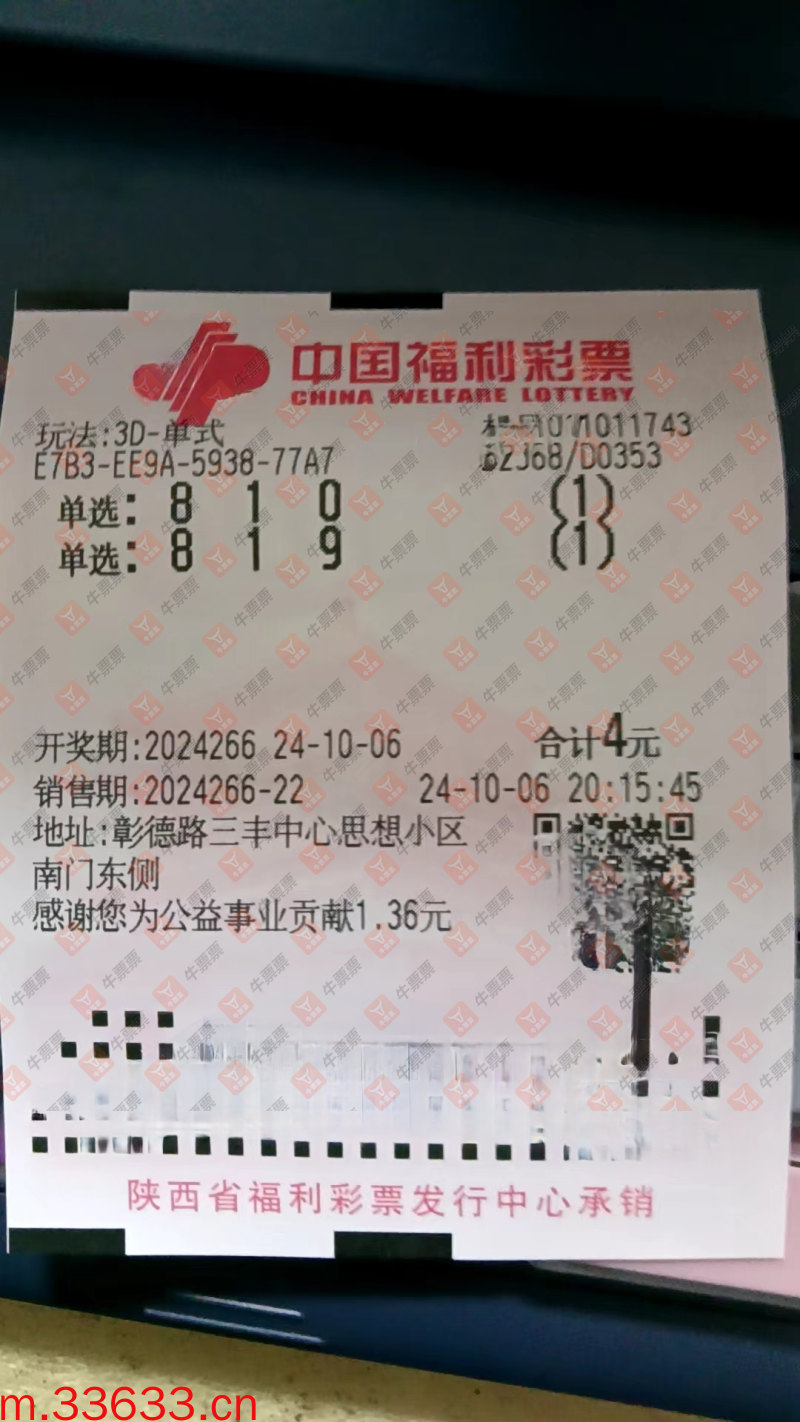 中国福利彩票
CHINA WELFARE LOTTERY
玩法:3D-单式
1011743
E7B3-EE9A-5938-77A7
62J68/D0353
单选: 8 1 0 (1)
单选: 8 1 9 (1)
开奖期:2024266 24-10-06 合计4元
销售期:2024266-22 24-10-06 20:15:45
地址:彰德路三丰中心思想小区
南门东侧
感谢您为公益事业贡献1.36元
陕西省福利彩票发行中心承销
牛票票
m.33633.cn